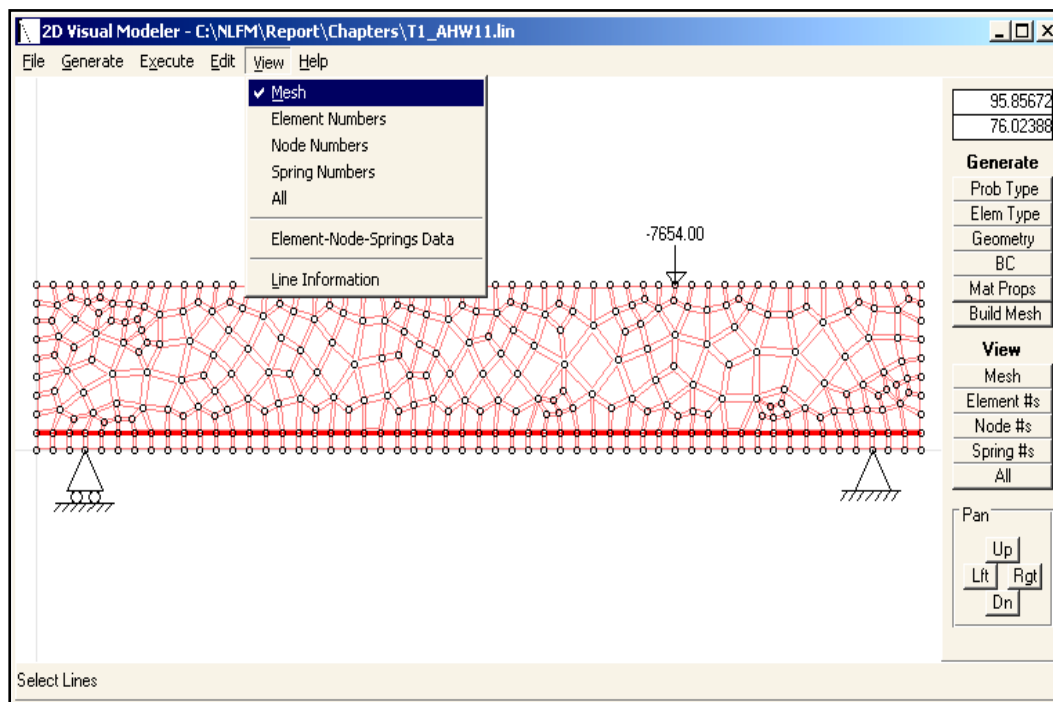 2D Visual Modeler - C:\NLFM\Report\Chapters\T1_AHW11.lin
File Generate Execute Edit View Help
Mesh
Element Numbers
Node Numbers
Spring Numbers
All
Element-Node-Springs Data
Line Information
-7654.00
95.85672
76.02388
Generate
Prob Type
Elem Type
Geometry
BC
Mat Props
Build Mesh
View
Mesh
Element #s
Node #s
Spring #s
All
Pan
Up
Lft Rgt
Dn
Select Lines